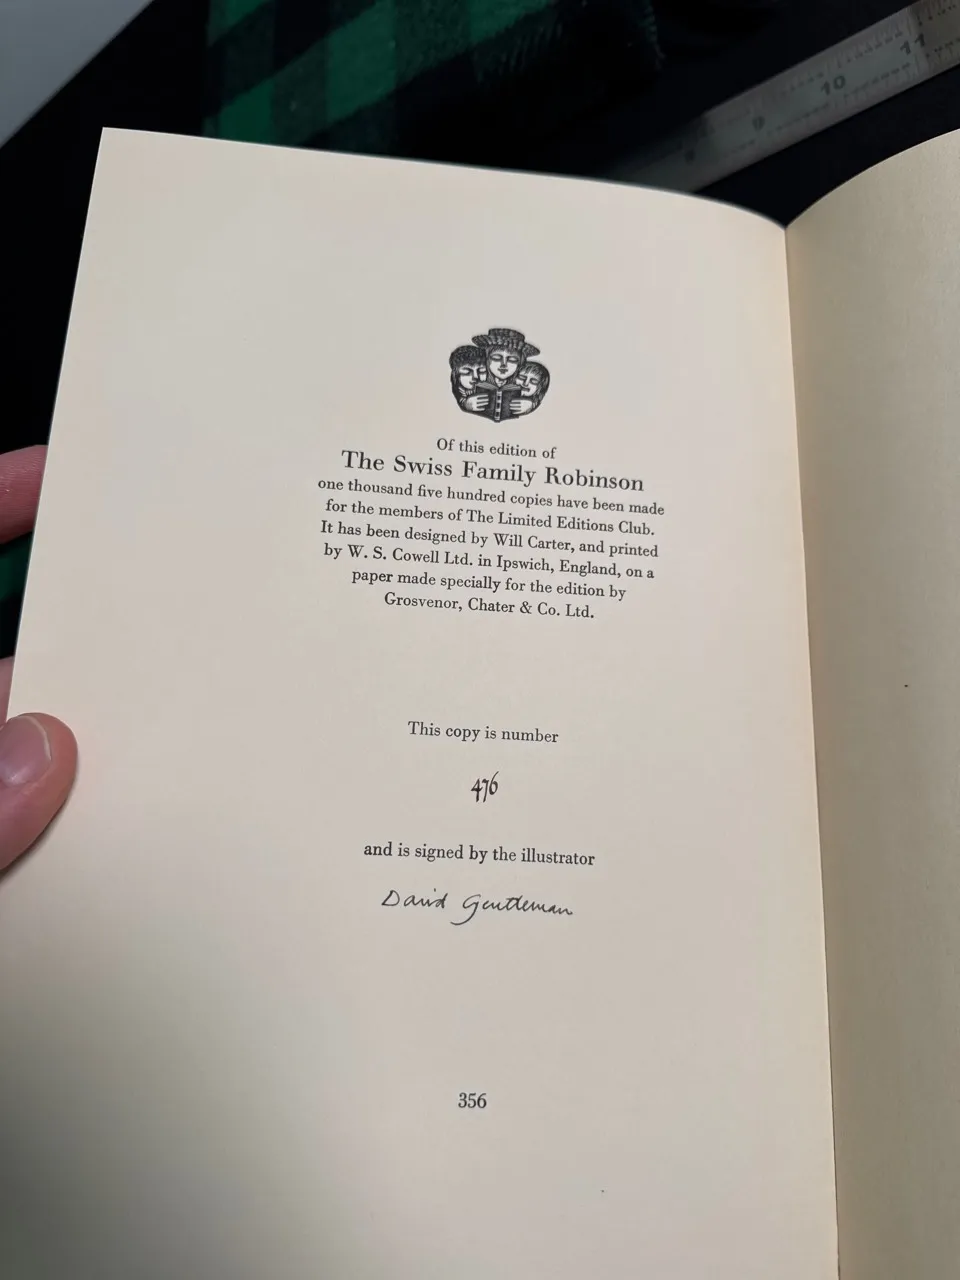 9 10 11
Of this edition of
The Swiss Family Robinson
one thousand five hundred copies have been made
for the members of The Limited Editions Club.
It has been designed by Will Carter, and printed
by W. S. Cowell Ltd. in Ipswich, England, on a
paper made specially for the edition by
Grosvenor, Chater & Co. Ltd.
This copy is number
476
and is signed by the illustrator
David Gentleman
356